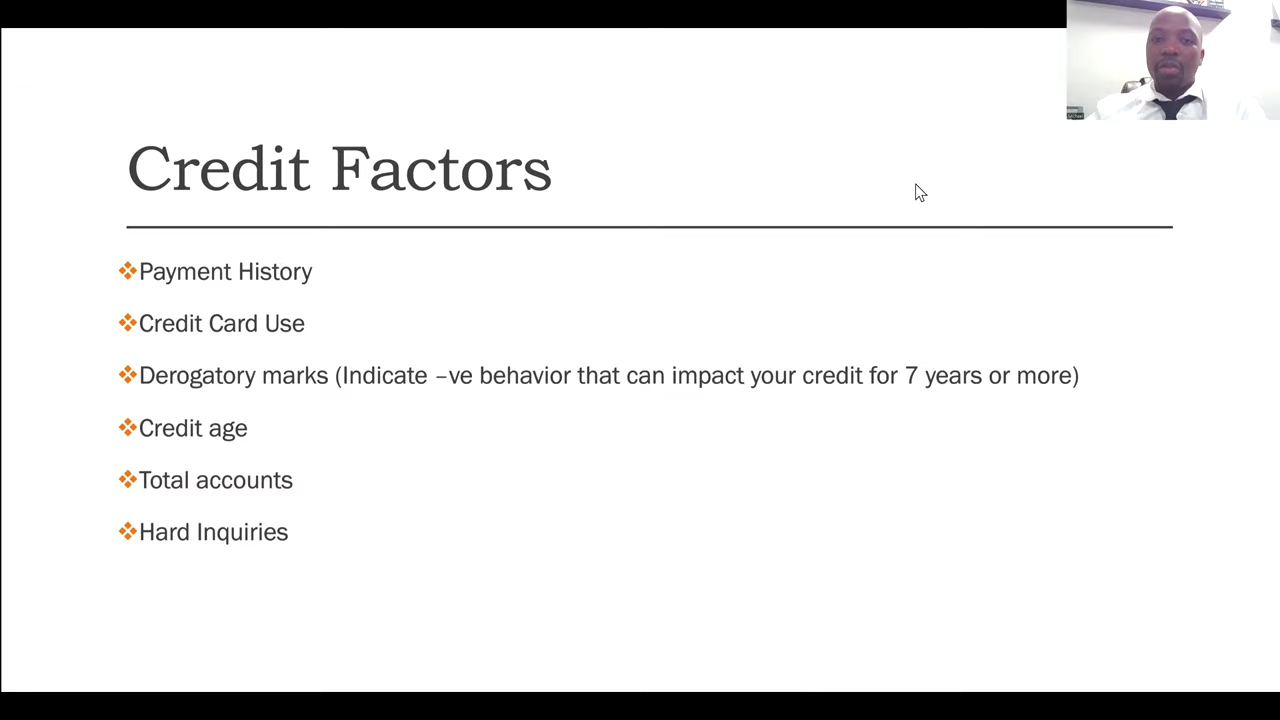 Credit Factors
Payment History
Credit Card Use
Derogatory marks (Indicate –ve behavior that can impact your credit for 7 years or more)
Credit age
Total accounts
Hard Inquiries